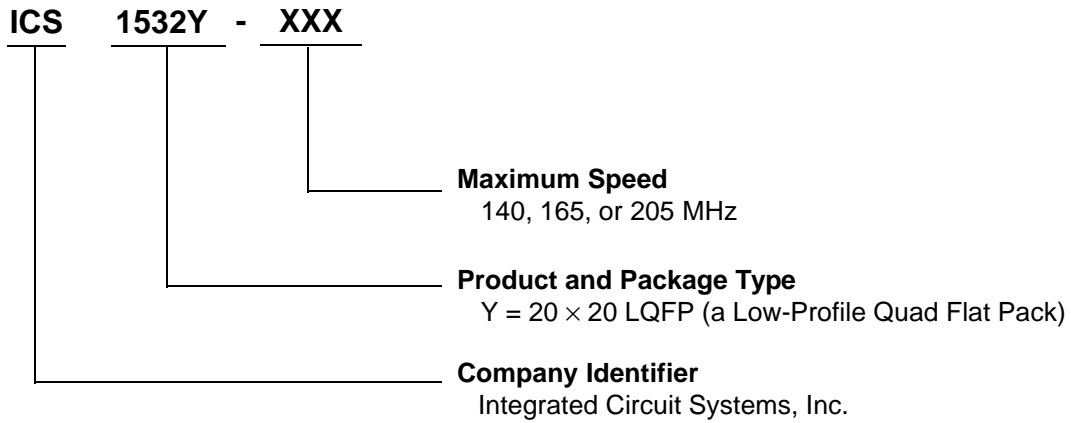 ICS 1532Y - XXX
Maximum Speed
140, 165, or 205 MHz
Product and Package Type
Y = 20 × 20 LQFP (a Low-Profile Quad Flat Pack)
Company Identifier
Integrated Circuit Systems, Inc.